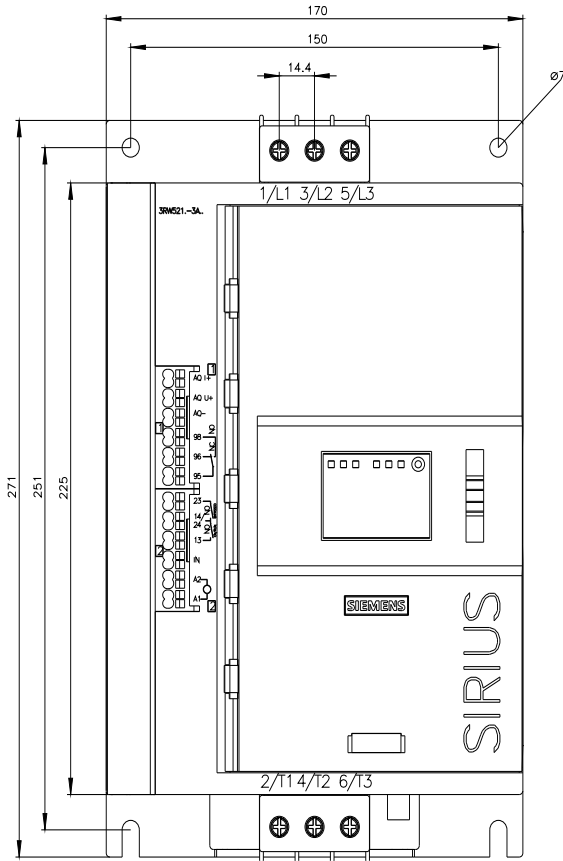 170
150
14.4
ø7
1/L1 3/L2 5/L3
3RW521.-3A..
1
AQ I+
AQ U+
AQ-
1
98 NO
96 NC
95
23
14 NO
24
13 NO
2
IN
A2
A1
2
271
251
225
SIEMENS
SIRIUS
2/T1 4/T2 6/T3